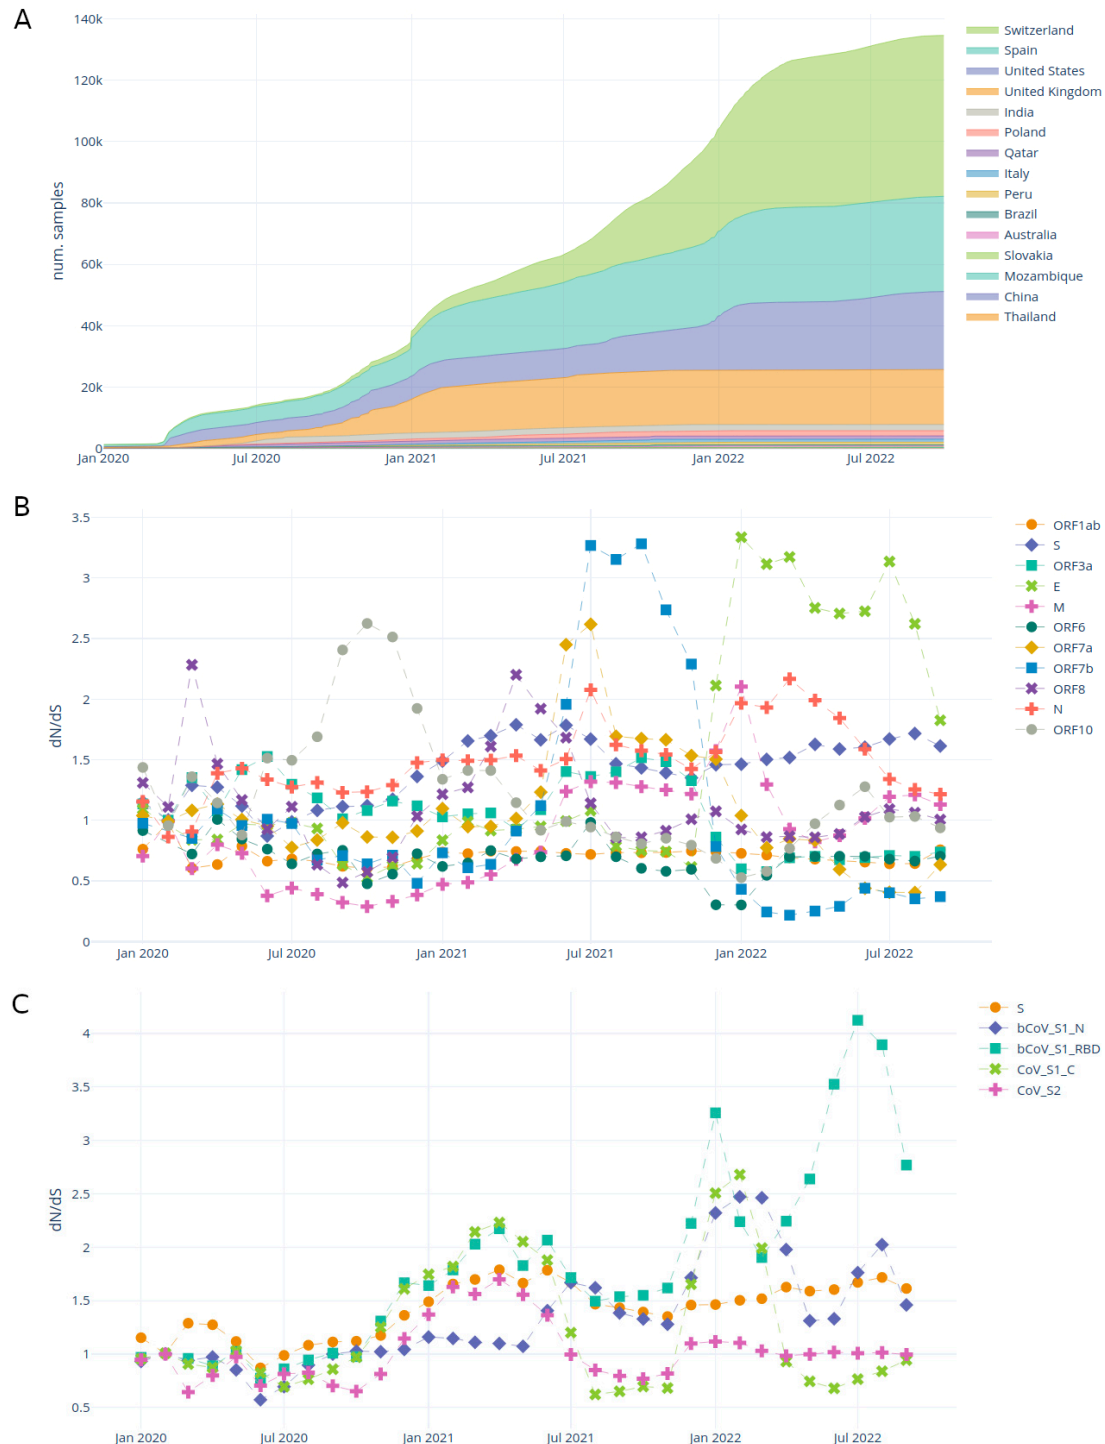 A
140k
120k
100k
80k
60k
40k
20k
0
num. samples
Jan 2020
Jul 2020
Jan 2021
Jul 2021
Jan 2022
Jul 2022
Switzerland
Spain
United States
United Kingdom
India
Poland
Qatar
Italy
Peru
Brazil
Australia
Slovakia
Mozambique
China
Thailand
B
3.5
3
2.5
2
1.5
1
0.5
0
dN/dS
Jan 2020
Jul 2020
Jan 2021
Jul 2021
Jan 2022
Jul 2022
ORF1ab
S
ORF3a
E
M
ORF6
ORF7a
ORF7b
ORF8
N
ORF10
C
4
3.5
3
2.5
2
1.5
1
0.5
dN/dS
Jan 2020
Jul 2020
Jan 2021
Jul 2021
Jan 2022
Jul 2022
S
bCoV_S1_N
bCoV_S1_RBD
CoV_S1_C
CoV_S2